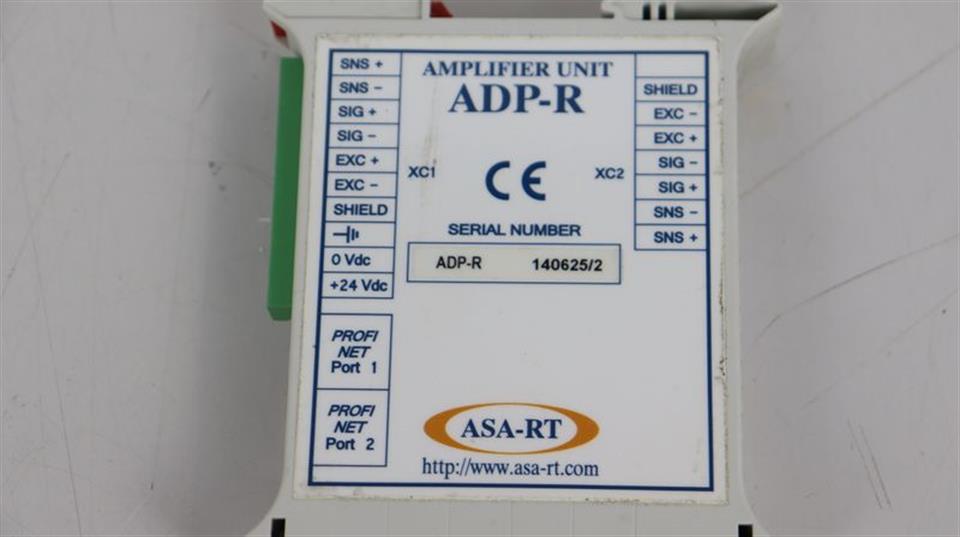 AMPLIFIER UNIT
ADP-R
SNS +
SNS -
SIG +
SIG -
EXC +
EXC -
SHIELD
0 Vdc
+24 Vdc
XC1
CE
XC2
SHIELD
EXC -
EXC +
SIG -
SIG +
SNS -
SNS +
SERIAL NUMBER
ADP-R 140625/2
PROFI
NET
Port 1
PROFI
NET
Port 2
ASA-RT
http://www.asa-rt.com